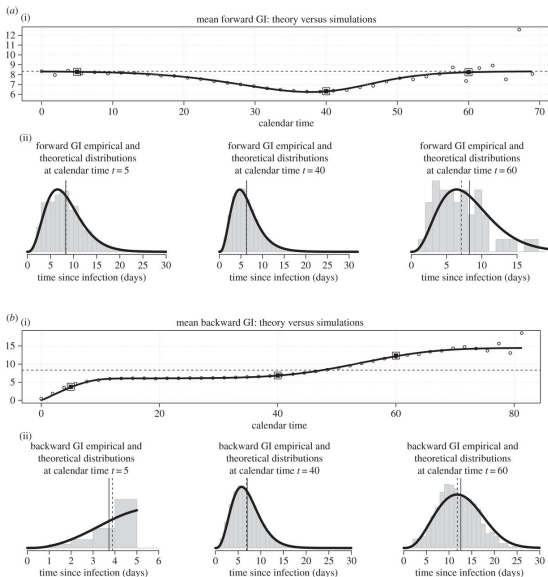 (a)
(i)
mean forward GI: theory versus simulations
12
11
10
9
8
7
6
0 10 20 30 40 50 60 70
calendar time
(ii)
forward GI empirical and
theoretical distributions
at calendar time t = 5
forward GI empirical and
theoretical distributions
at calendar time t = 40
forward GI empirical and
theoretical distributions
at calendar time t = 60
0 5 10 15 20 25 30
0 5 10 15 20 25 30
0 5 10 15
time since infection (days)
time since infection (days)
time since infection (days)
(b)
(i)
mean backward GI: theory versus simulations
15
10
5
0
0 20 40 60 80
calendar time
(ii)
backward GI empirical and
theoretical distributions
at calendar time t = 5
backward GI empirical and
theoretical distributions
at calendar time t = 40
backward GI empirical and
theoretical distributions
at calendar time t = 60
0 1 2 3 4 5 6
0 5 10 15 20 25 30
0 5 10 15 20 25 30
time since infection (days)
time since infection (days)
time since infection (days)